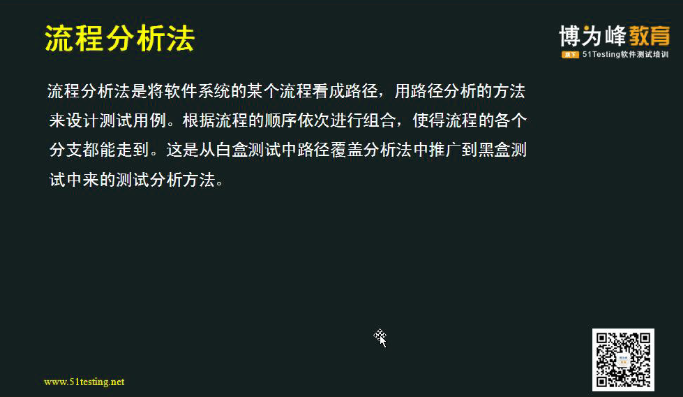 流程分析法
博为峰教育
旗下 51Testing软件测试培训
流程分析法是将软件系统的某个流程看成路径，用路径分析的方法
来设计测试用例。根据流程的顺序依次进行组合，使得流程的各个
分支都能走到。这是从白盒测试中路径覆盖分析法中推广到黑盒测
试中来的测试分析方法。
www.51testing.net